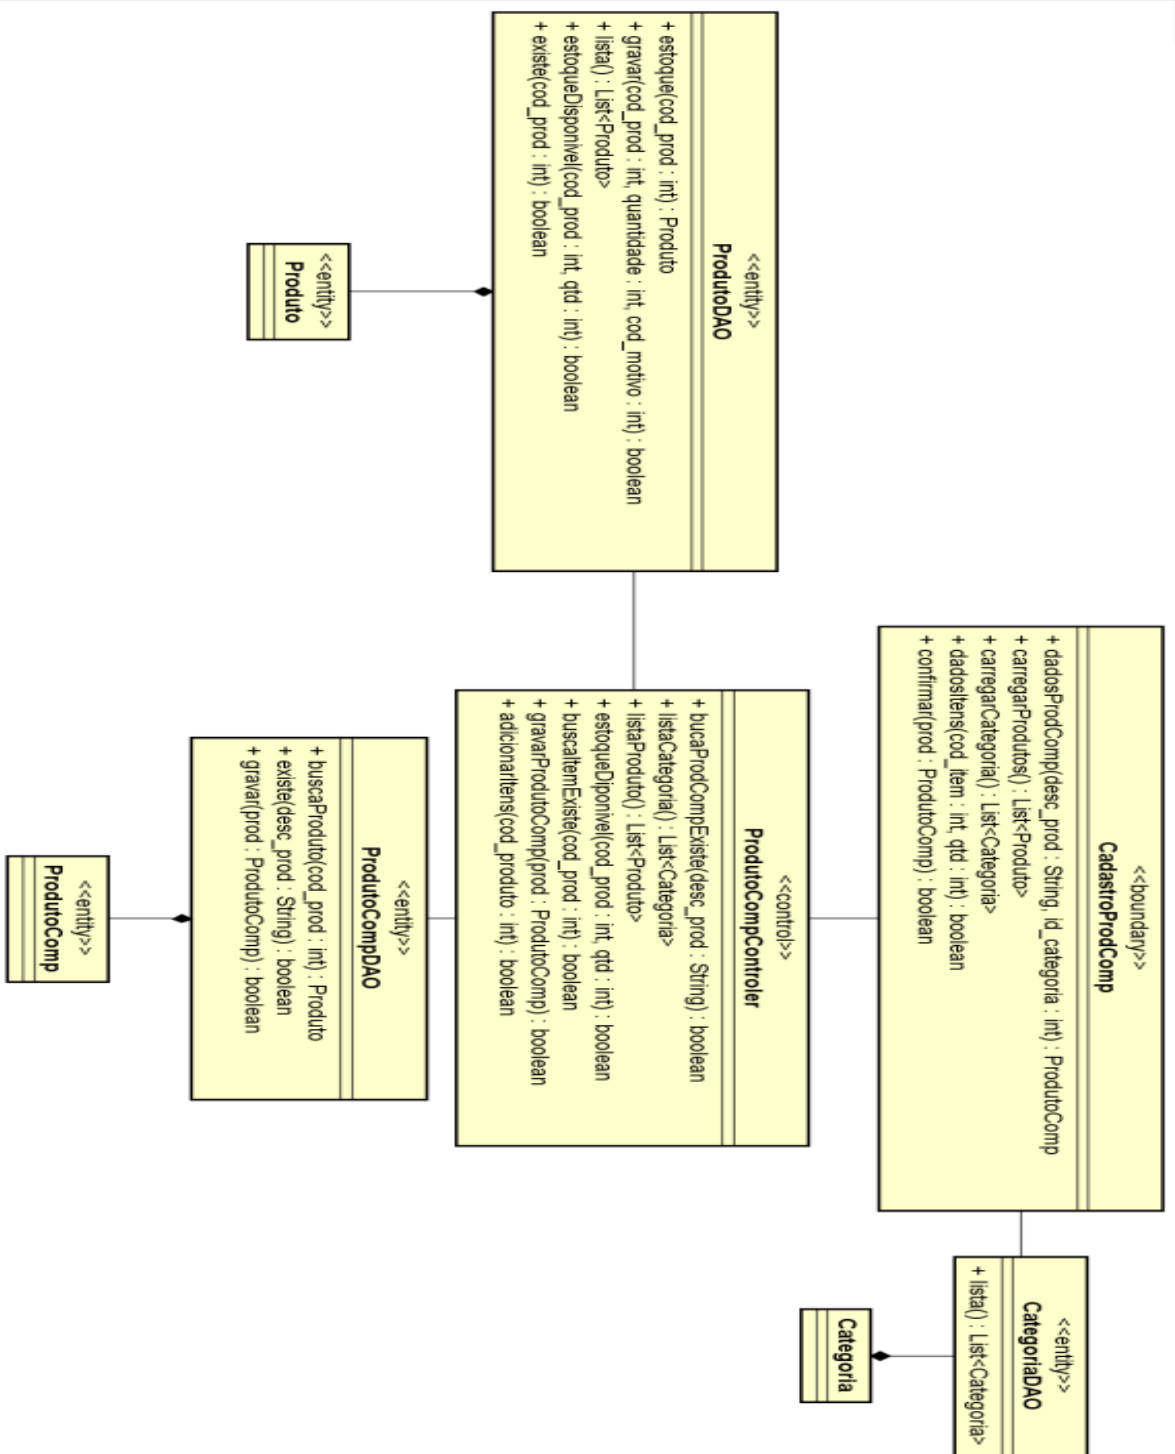 <<boundary>>
CadastroProdComp
+ dadosProdComp(desc_prod : String, id_categoria : int) : ProdutoComp
+ carregarProdutos() : List<Produto>
+ carregarCategoria() : List<Categoria>
+ dadosItens(cod_item : int, qtd : int) : boolean
+ confirmar(prod : ProdutoComp) : boolean
<<entity>>
CategoriaDAO
+ lista() : List<Categoria>
Categoria
<<entity>>
ProdutoDAO
+ estoque(cod_prod : int) : Produto
+ gravar(cod_prod : int, quantidade : int, cod_motivo : int) : boolean
+ lista() : List<Produto>
+ estoqueDisponivel(cod_prod : int, qtd : int) : boolean
+ existe(cod_prod : int) : boolean
<<control>>
ProdutoCompControler
+ bucaProdCompExiste(desc_prod : String) : boolean
+ listaCategoria() : List<Categoria>
+ listaProduto() : List<Produto>
+ estoqueDiponivel(cod_prod : int, qtd : int) : boolean
+ buscaItemExiste(cod_prod : int) : boolean
+ gravarProdutoComp(prod : ProdutoComp) : boolean
+ adicionarItens(cod_produto : int) : boolean
<<entity>>
Produto
<<entity>>
ProdutoCompDAO
+ buscaProduto(cod_prod : int) : Produto
+ existe(desc_prod : String) : boolean
+ gravar(prod : ProdutoComp) : boolean
<<entity>>
ProdutoComp